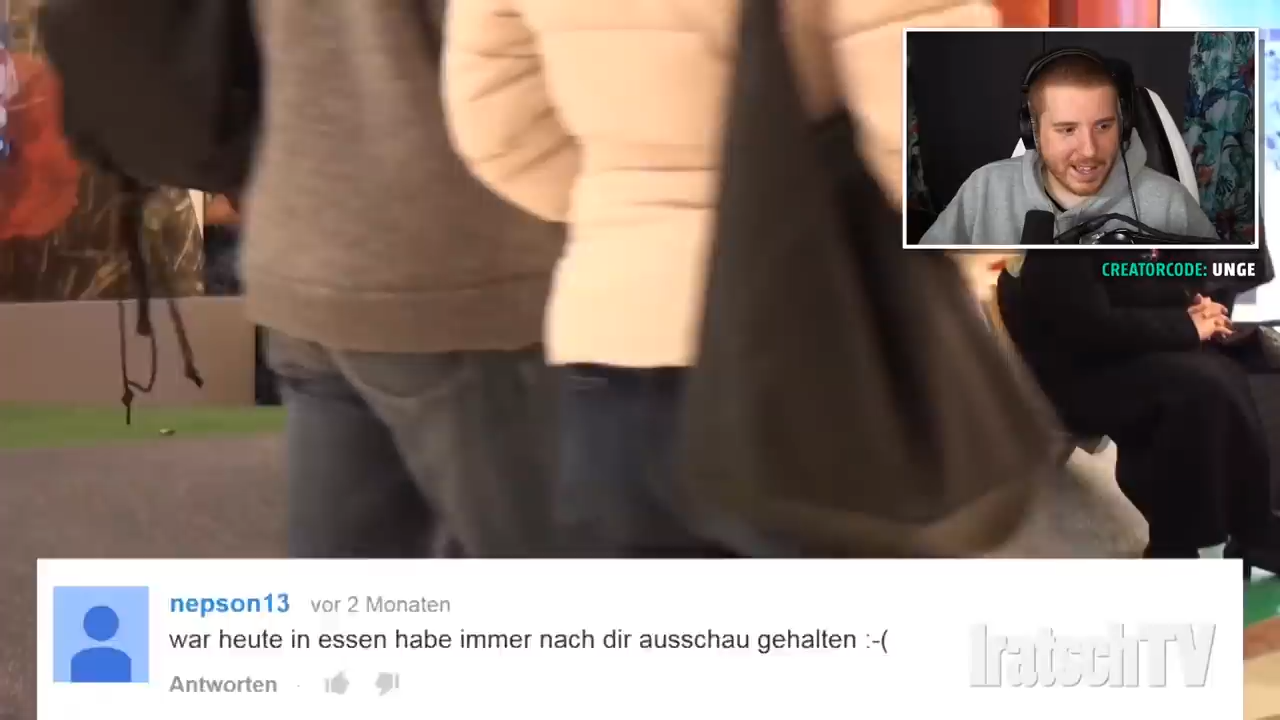 CREATORCODE: UNGE
nepson13 vor 2 Monaten
war heute in essen habe immer nach dir ausschau gehalten :-(
Antworten ·
IratschTV